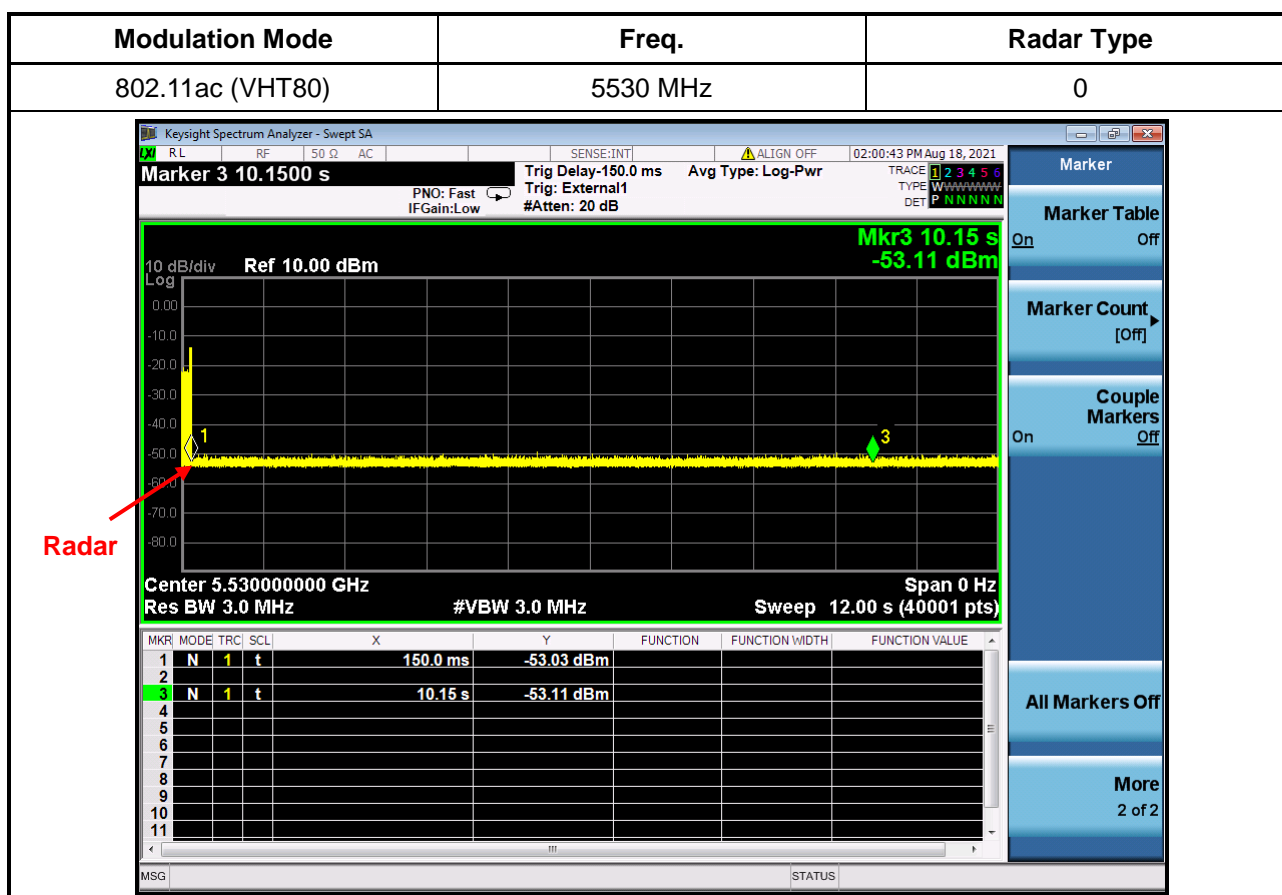 Modulation Mode Freq. Radar Type
802.11ac (VHT80) 5530 MHz 0
Keysight Spectrum Analyzer - Swept SA
LXI RL RF 50 Ω AC SENSE:INT ALIGN OFF 02:00:43 PM Aug 18, 2021
Marker 3 10.1500 s
PNO: Fast
IFGain:Low
Trig Delay-150.0 ms
Trig: External1
#Atten: 20 dB
Avg Type: Log-Pwr
TRACE 1 2 3 4 5 6
TYPE WWWWWW
DET P N N N N N
Mkr3 10.15 s
-53.11 dBm
10 dB/div Ref 10.00 dBm
Log
0.00
-10.0
-20.0
-30.0
-40.0
1 3
-50.0
-60.0
-70.0
-80.0
Radar
Center 5.530000000 GHz Span 0 Hz
Res BW 3.0 MHz #VBW 3.0 MHz Sweep 12.00 s (40001 pts)
MKR MODE TRC SCL X Y FUNCTION FUNCTION WIDTH FUNCTION VALUE
1 N 1 t 150.0 ms -53.03 dBm
2
3 N 1 t 10.15 s -53.11 dBm
4
5
6
7
8
9
10
11
MSG STATUS
Marker
Marker Table
On Off
Marker Count
[Off]
Couple
Markers
On Off
All Markers Off
More
2 of 2